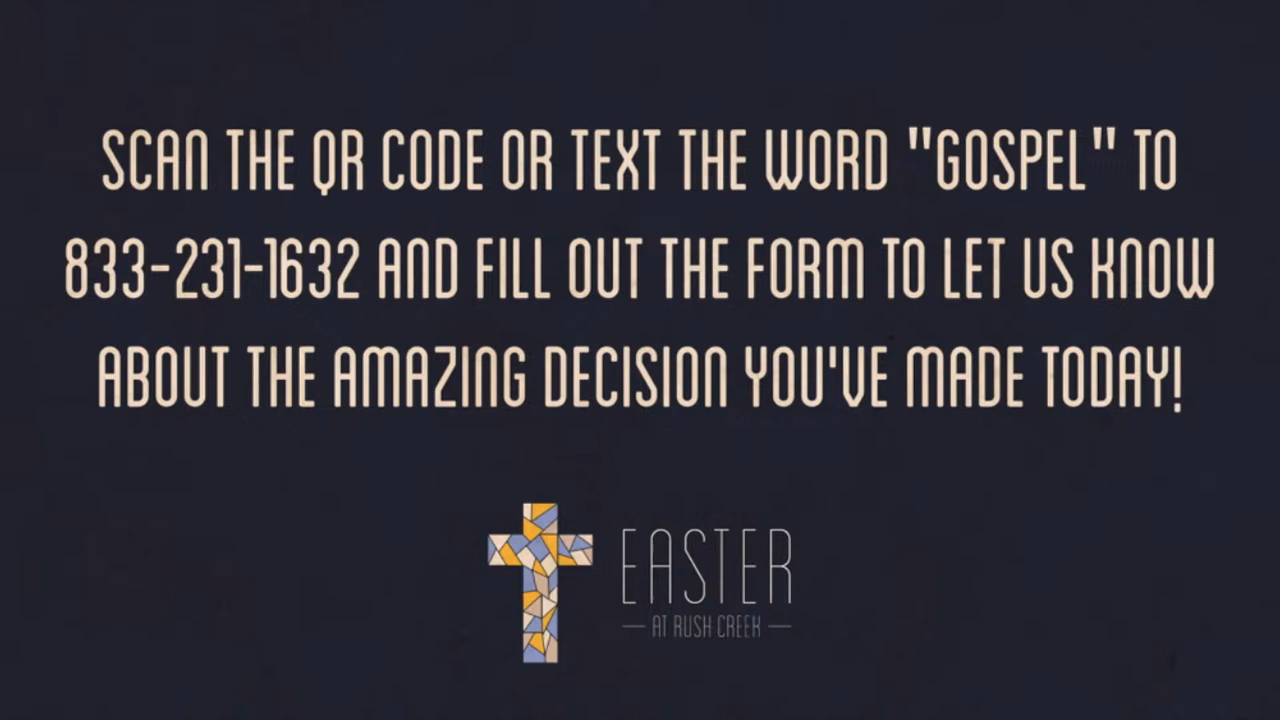 SCAN THE QR CODE OR TEXT THE WORD "GOSPEL" TO
833-231-1632 AND FILL OUT THE FORM TO LET US KNOW
ABOUT THE AMAZING DECISION YOU'VE MADE TODAY!
EASTER
AT RUSH CREEK